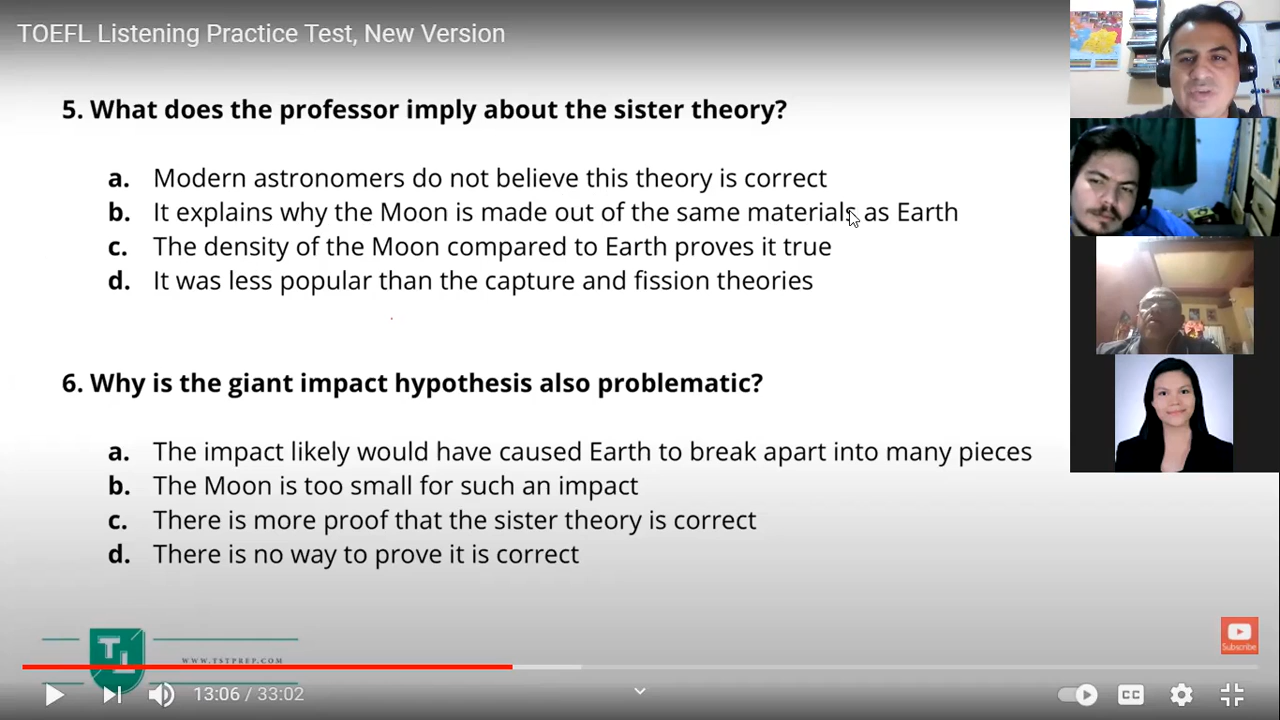 TOEFL Listening Practice Test, New Version
5. What does the professor imply about the sister theory?
a. Modern astronomers do not believe this theory is correct
b. It explains why the Moon is made out of the same materials as Earth
c. The density of the Moon compared to Earth proves it true
d. It was less popular than the capture and fission theories
6. Why is the giant impact hypothesis also problematic?
a. The impact likely would have caused Earth to break apart into many pieces
b. The Moon is too small for such an impact
c. There is more proof that the sister theory is correct
d. There is no way to prove it is correct
TL
WWW.TSTPREP.COM
Subscribe
13:06 / 33:02
CC